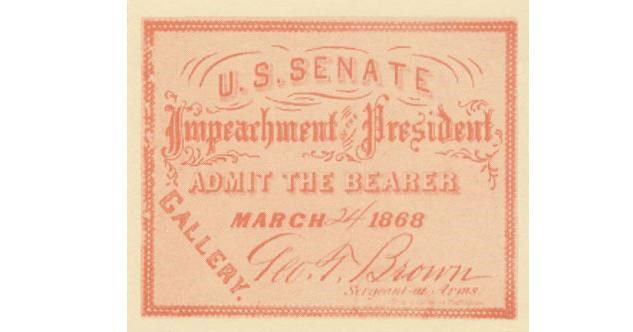 U.S. SENATE
Impeachment of the President
ADMIT THE BEARER
MARCH 24 1868
GALLERY.
Geo. T. Brown
Sergeant-at-Arms.